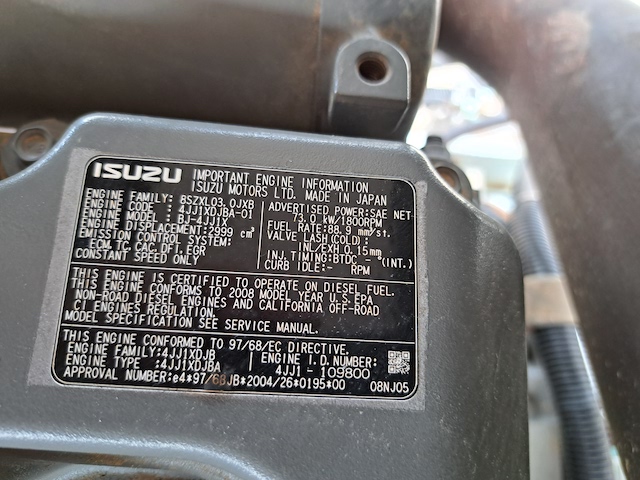 ISUZU IMPORTANT ENGINE INFORMATION
ISUZU MOTORS LTD. MADE IN JAPAN
ENGINE FAMILY: 8SZXL03.0JXB
ENGINE CODE : 4JJ1XDJBA-01
ENGINE MODEL: BJ-4JJ1X
ENGINE DISPLACEMENT:2999 cm³
EMISSION CONTROL SYSTEM:
ECM,TC,CAC,DFI,EGR
CONSTANT SPEED ONLY
ADVERTISED POWER:SAE NET
73.0 kW/1800RPM
FUEL RATE:88.9 mm³/st.
VALVE LASH(COLD):
IN/EXH 0.15mm
INJ.TIMING:BTDC - °(INT.)
CURB IDLE:- RPM
THIS ENGINE IS CERTIFIED TO OPERATE ON DIESEL FUEL.
THIS ENGINE CONFORMS TO 2008 MODEL YEAR U.S.EPA
NON-ROAD DIESEL ENGINES AND CALIFORNIA OFF-ROAD
CI ENGINES REGULATION.
MODEL SPECIFICATION SEE SERVICE MANUAL.
THIS ENGINE CONFORMED TO 97/68/EC DIRECTIVE.
ENGINE FAMILY:4JJ1XDJB
ENGINE TYPE :4JJ1XDJBA
ENGINE I.D.NUMBER:
4JJ1 - 109800
APPROVAL NUMBER:e4*97/68JB*2004/26*0195*00 08NJ05